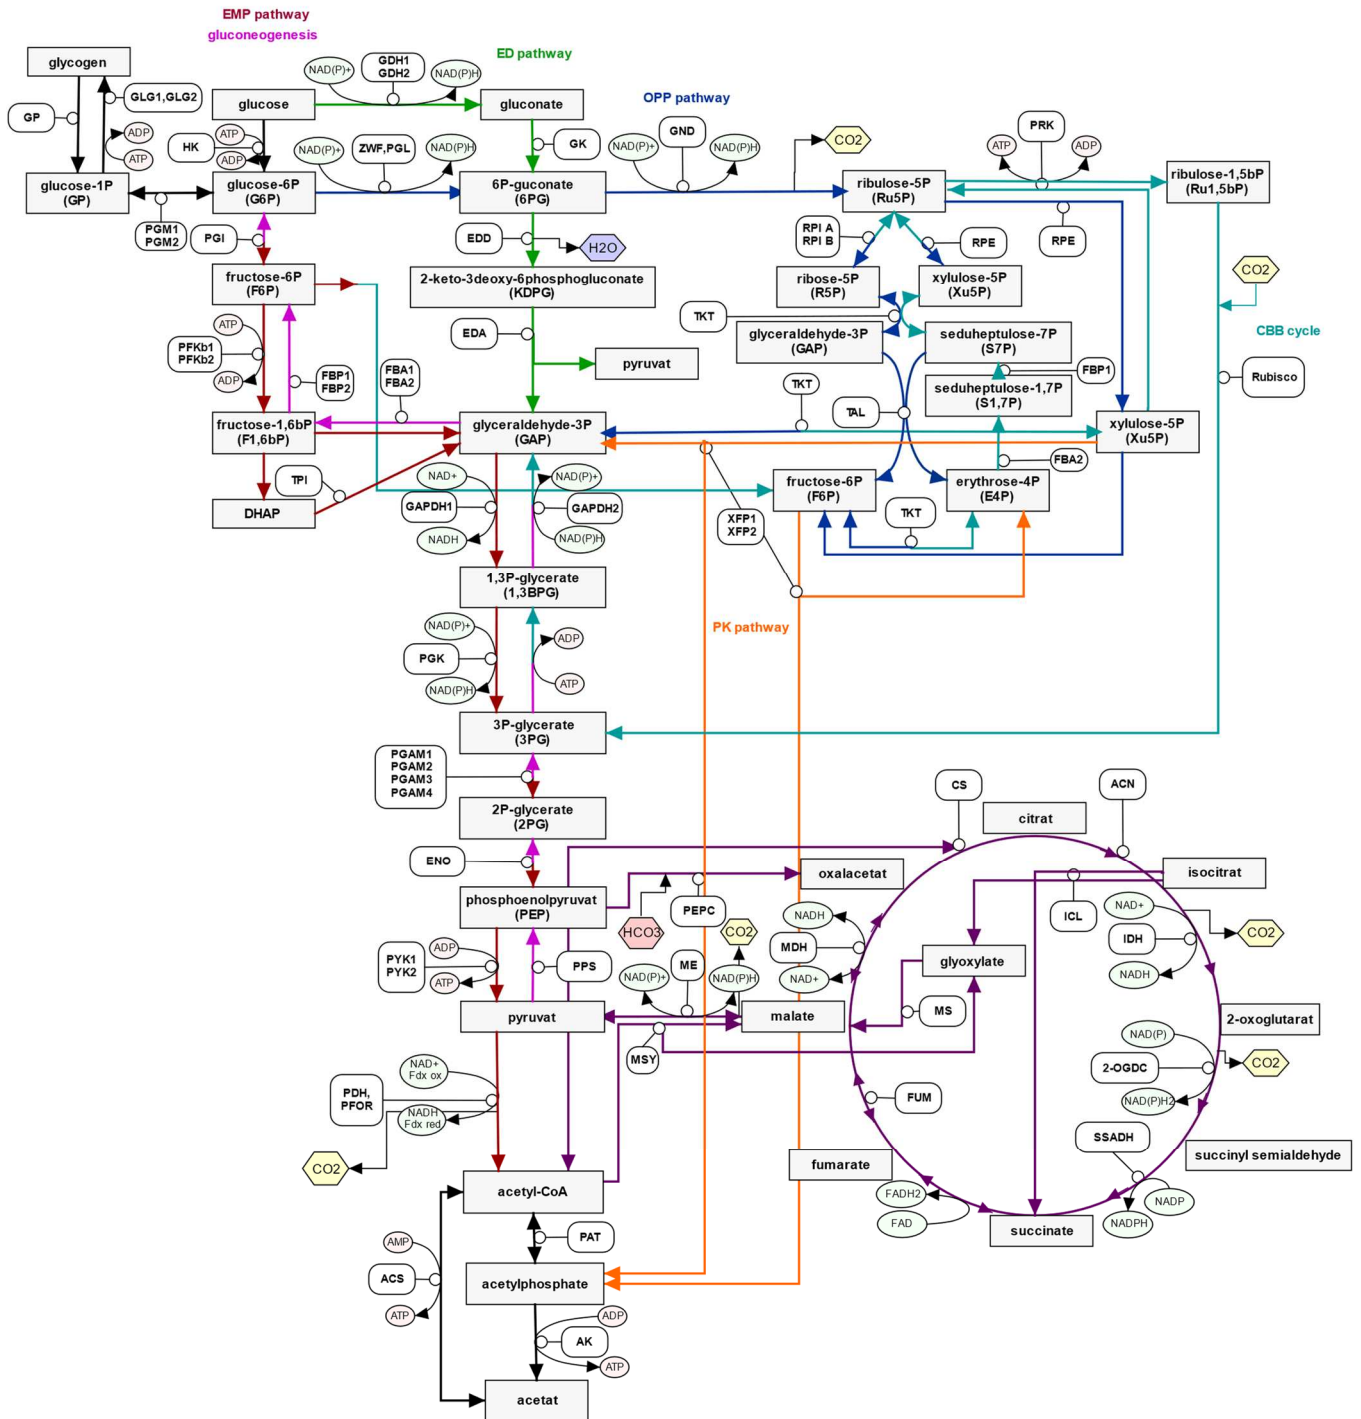 EMP pathway
gluconeogenesis
ED pathway
OPP pathway
glycogen
GP
GLG1,GLG2
ADP
ATP
glucose-1P
(GP)
PGM1
PGM2
glucose
NAD(P)+
GDH1
GDH2
NAD(P)H
gluconate
HK
ATP
ADP
NAD(P)+
ZWF,PGL
NAD(P)H
GK
glucose-6P
(G6P)
6P-guconate
(6PG)
NAD(P)+
GND
NAD(P)H
CO2
ribulose-5P
(Ru5P)
ATP
PRK
ADP
ribulose-1,5bP
(Ru1,5bP)
PGI
EDD
H2O
RPI A
RPI B
RPE
RPE
CO2
fructose-6P
(F6P)
2-keto-3deoxy-6phosphogluconate
(KDPG)
ribose-5P
(R5P)
xylulose-5P
(Xu5P)
ATP
PFKb1
PFKb2
ADP
FBP1
FBP2
FBA1
FBA2
EDA
pyruvat
TKT
glyceraldehyde-3P
(GAP)
seduheptulose-7P
(S7P)
CBB cycle
FBP1
Rubisco
TKT
TAL
seduheptulose-1,7P
(S1,7P)
fructose-1,6bP
(F1,6bP)
glyceraldehyde-3P
(GAP)
xylulose-5P
(Xu5P)
TPI
NAD+
GAPDH1
NADH
NAD(P)+
GAPDH2
NAD(P)H
FBA2
DHAP
fructose-6P
(F6P)
erythrose-4P
(E4P)
XFP1
XFP2
TKT
1,3P-glycerate
(1,3BPG)
NAD(P)+
PGK
NAD(P)H
ADP
ATP
PK pathway
3P-glycerate
(3PG)
PGAM1
PGAM2
PGAM3
PGAM4
2P-glycerate
(2PG)
ENO
CS
ACN
citrat
phosphoenolpyruvat
(PEP)
oxalacetat
isocitrat
HCO3
PEPC
CO2
NADH
MDH
NAD+
ICL
NAD+
IDH
NADH
CO2
glyoxylate
MS
ADP
PYK1
PYK2
ATP
PPS
NAD(P)+
ME
NAD(P)H
pyruvat
malate
2-oxoglutarat
MSY
NAD(P)
2-OGDC
NAD(P)H2
CO2
NAD+
Fdx ox
PDH,
PFOR
NADH
Fdx red
CO2
FUM
SSADH
fumarate
succinyl semialdehyde
FADH2
FAD
NADP
NADPH
succinate
acetyl-CoA
AMP
ACS
ATP
PAT
acetylphosphate
ADP
AK
ATP
acetat